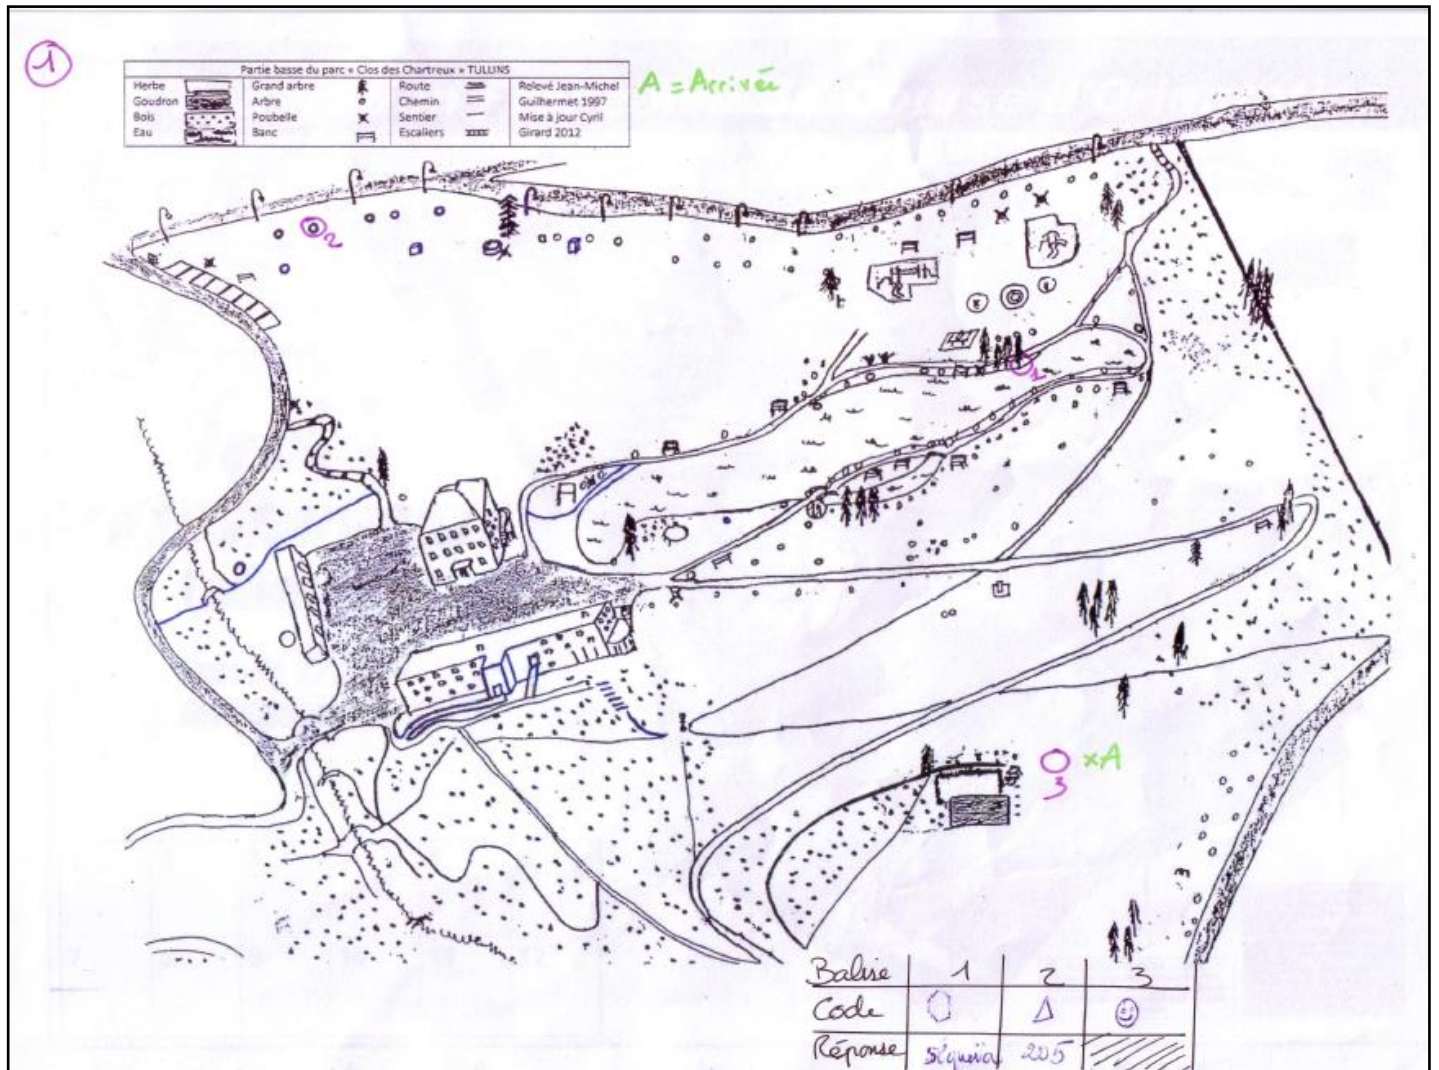 1
Partie basse du parc « Clos des Chartreux » TULLINS
Herbe Grand arbre Route Relevé Jean-Michel
Goudron Arbre Chemin Guilhermet 1997
Bois Poubelle Sentier Mise à jour Cyril
Eau Banc Escaliers Girard 2012
A = Arrivée
2
1
xA
3
Balise 1 2 3
Code
Réponse séquoia 205